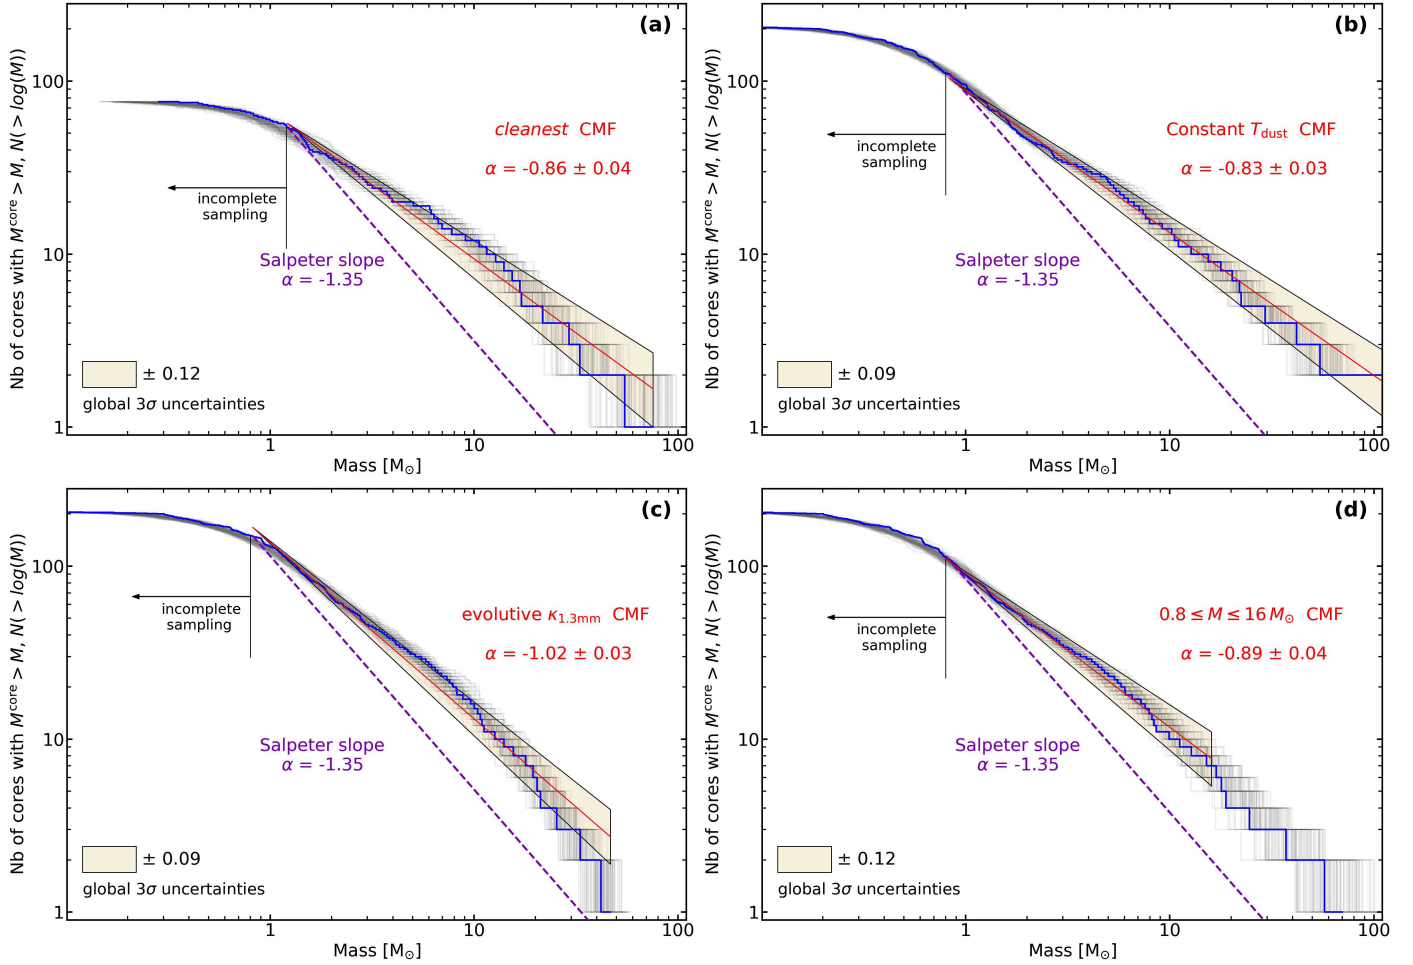 (a)
Nb of cores with M^core > M, N( > log(M))
100
10
1
cleanest CMF
α = -0.86 ± 0.04
incomplete
sampling
Salpeter slope
α = -1.35
± 0.12
global 3σ uncertainties
1
10
100
Mass [M⊙]
(b)
Nb of cores with M^core > M, N( > log(M))
100
10
1
Constant T_dust CMF
α = -0.83 ± 0.03
incomplete
sampling
Salpeter slope
α = -1.35
± 0.09
global 3σ uncertainties
1
10
100
Mass [M⊙]
(c)
Nb of cores with M^core > M, N( > log(M))
100
10
1
evolutive κ_1.3mm CMF
α = -1.02 ± 0.03
incomplete
sampling
Salpeter slope
α = -1.35
± 0.09
global 3σ uncertainties
1
10
100
Mass [M⊙]
(d)
Nb of cores with M^core > M, N( > log(M))
100
10
1
0.8 ≤ M ≤ 16 M⊙ CMF
α = -0.89 ± 0.04
incomplete
sampling
Salpeter slope
α = -1.35
± 0.12
global 3σ uncertainties
1
10
100
Mass [M⊙]